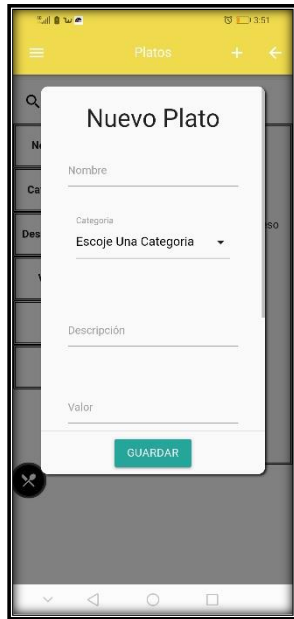 3:51
Platos
Nuevo Plato
Nombre
Categoria
Escoje Una Categoria
Descripción
Valor
GUARDAR